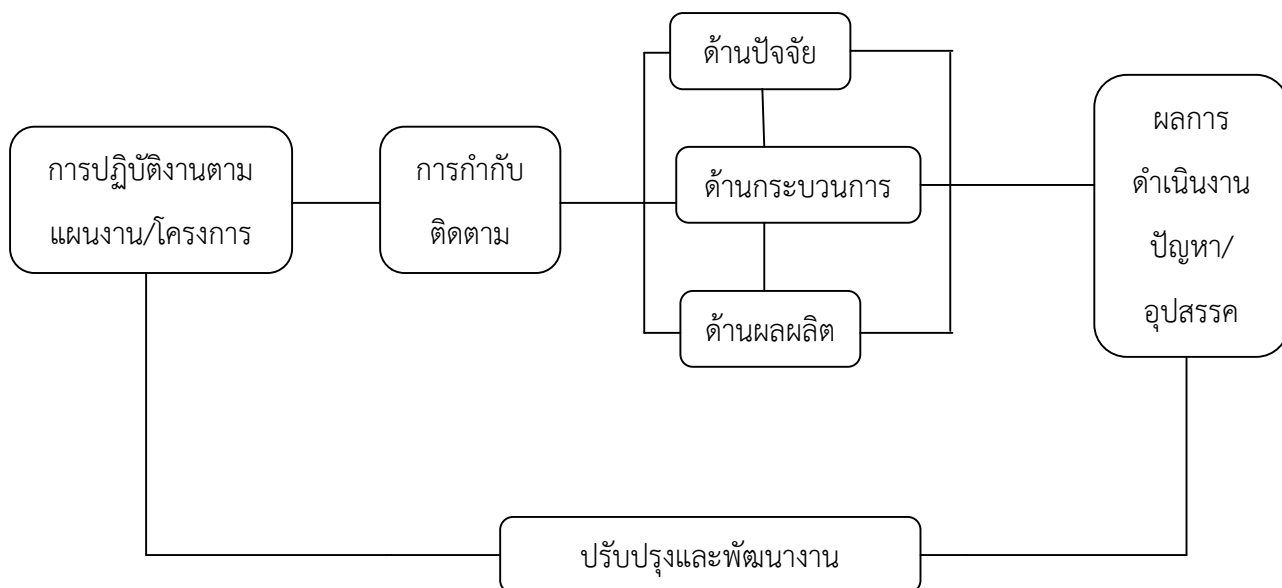 ด้านปัจจัย
ผลการ
ดำเนินงาน
ปัญหา/
อุปสรรค
การปฏิบัติงานตาม
แผนงาน/โครงการ
การกำกับ
ติดตาม
ด้านกระบวนการ
ด้านผลผลิต
ปรับปรุงและพัฒนางาน